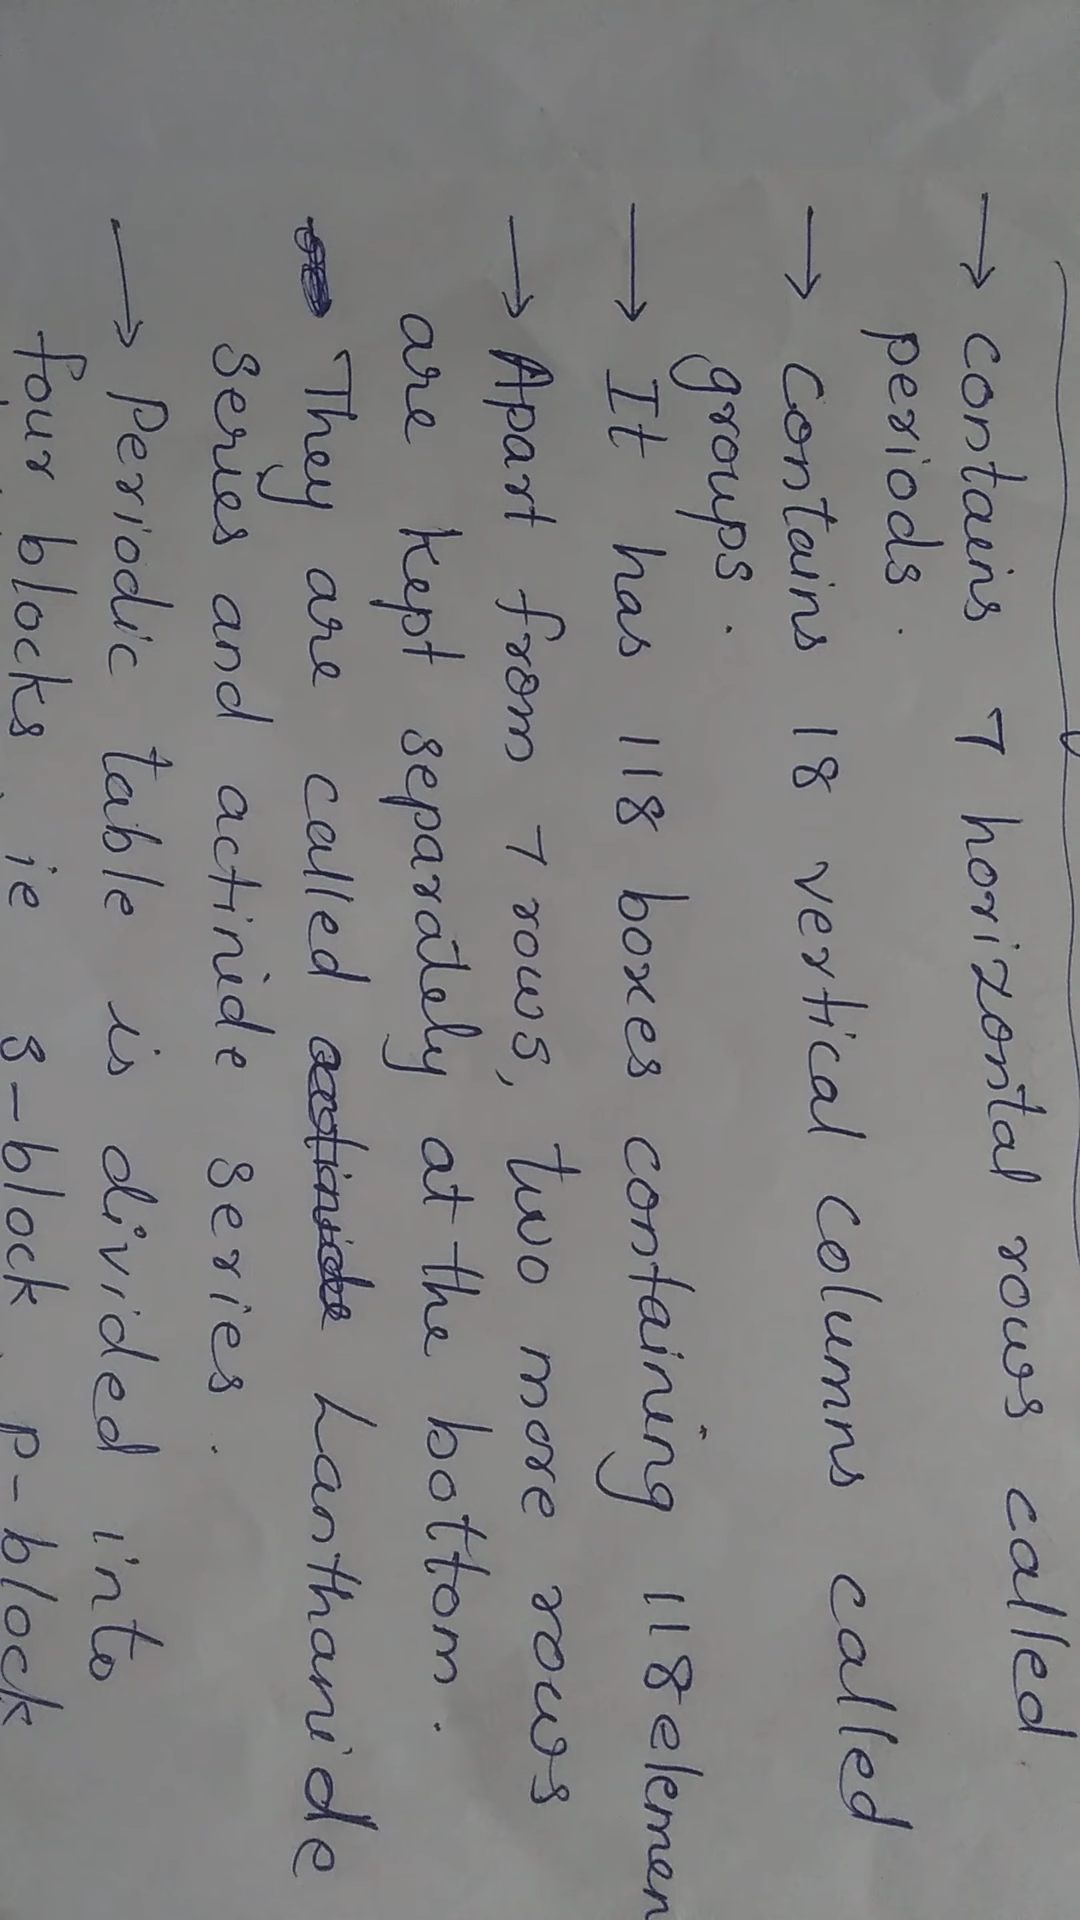 → contains 7 horizontal rows called
periods.
→ Contains 18 vertical columns called
groups.
→ It has 118 boxes containing 118 elemen
→ Apart from 7 rows, two more rows
are kept separately at the bottom.
They are called actinide Lanthanide
series and actinide series.
→ Periodic table is divided into
four blocks, ie s-block, p-block